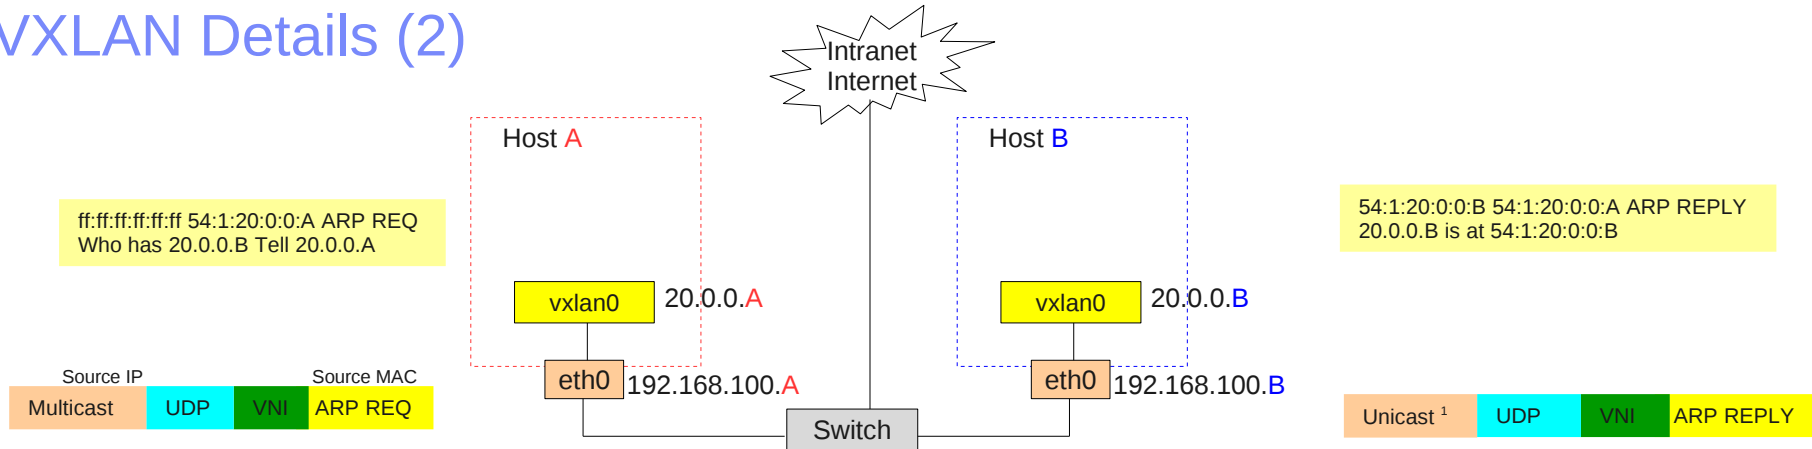 VXLAN Details (2)
Intranet
Internet
Host A
Host B
ff:ff:ff:ff:ff:ff 54:1:20:0:0:A ARP REQ
Who has 20.0.0.B Tell 20.0.0.A
54:1:20:0:0:B 54:1:20:0:0:A ARP REPLY
20.0.0.B is at 54:1:20:0:0:B
vxlan0
20.0.0.A
vxlan0
20.0.0.B
Source IP
Source MAC
Multicast
UDP
VNI
ARP REQ
eth0
192.168.100.A
eth0
192.168.100.B
Switch
Unicast ¹
UDP
VNI
ARP REPLY